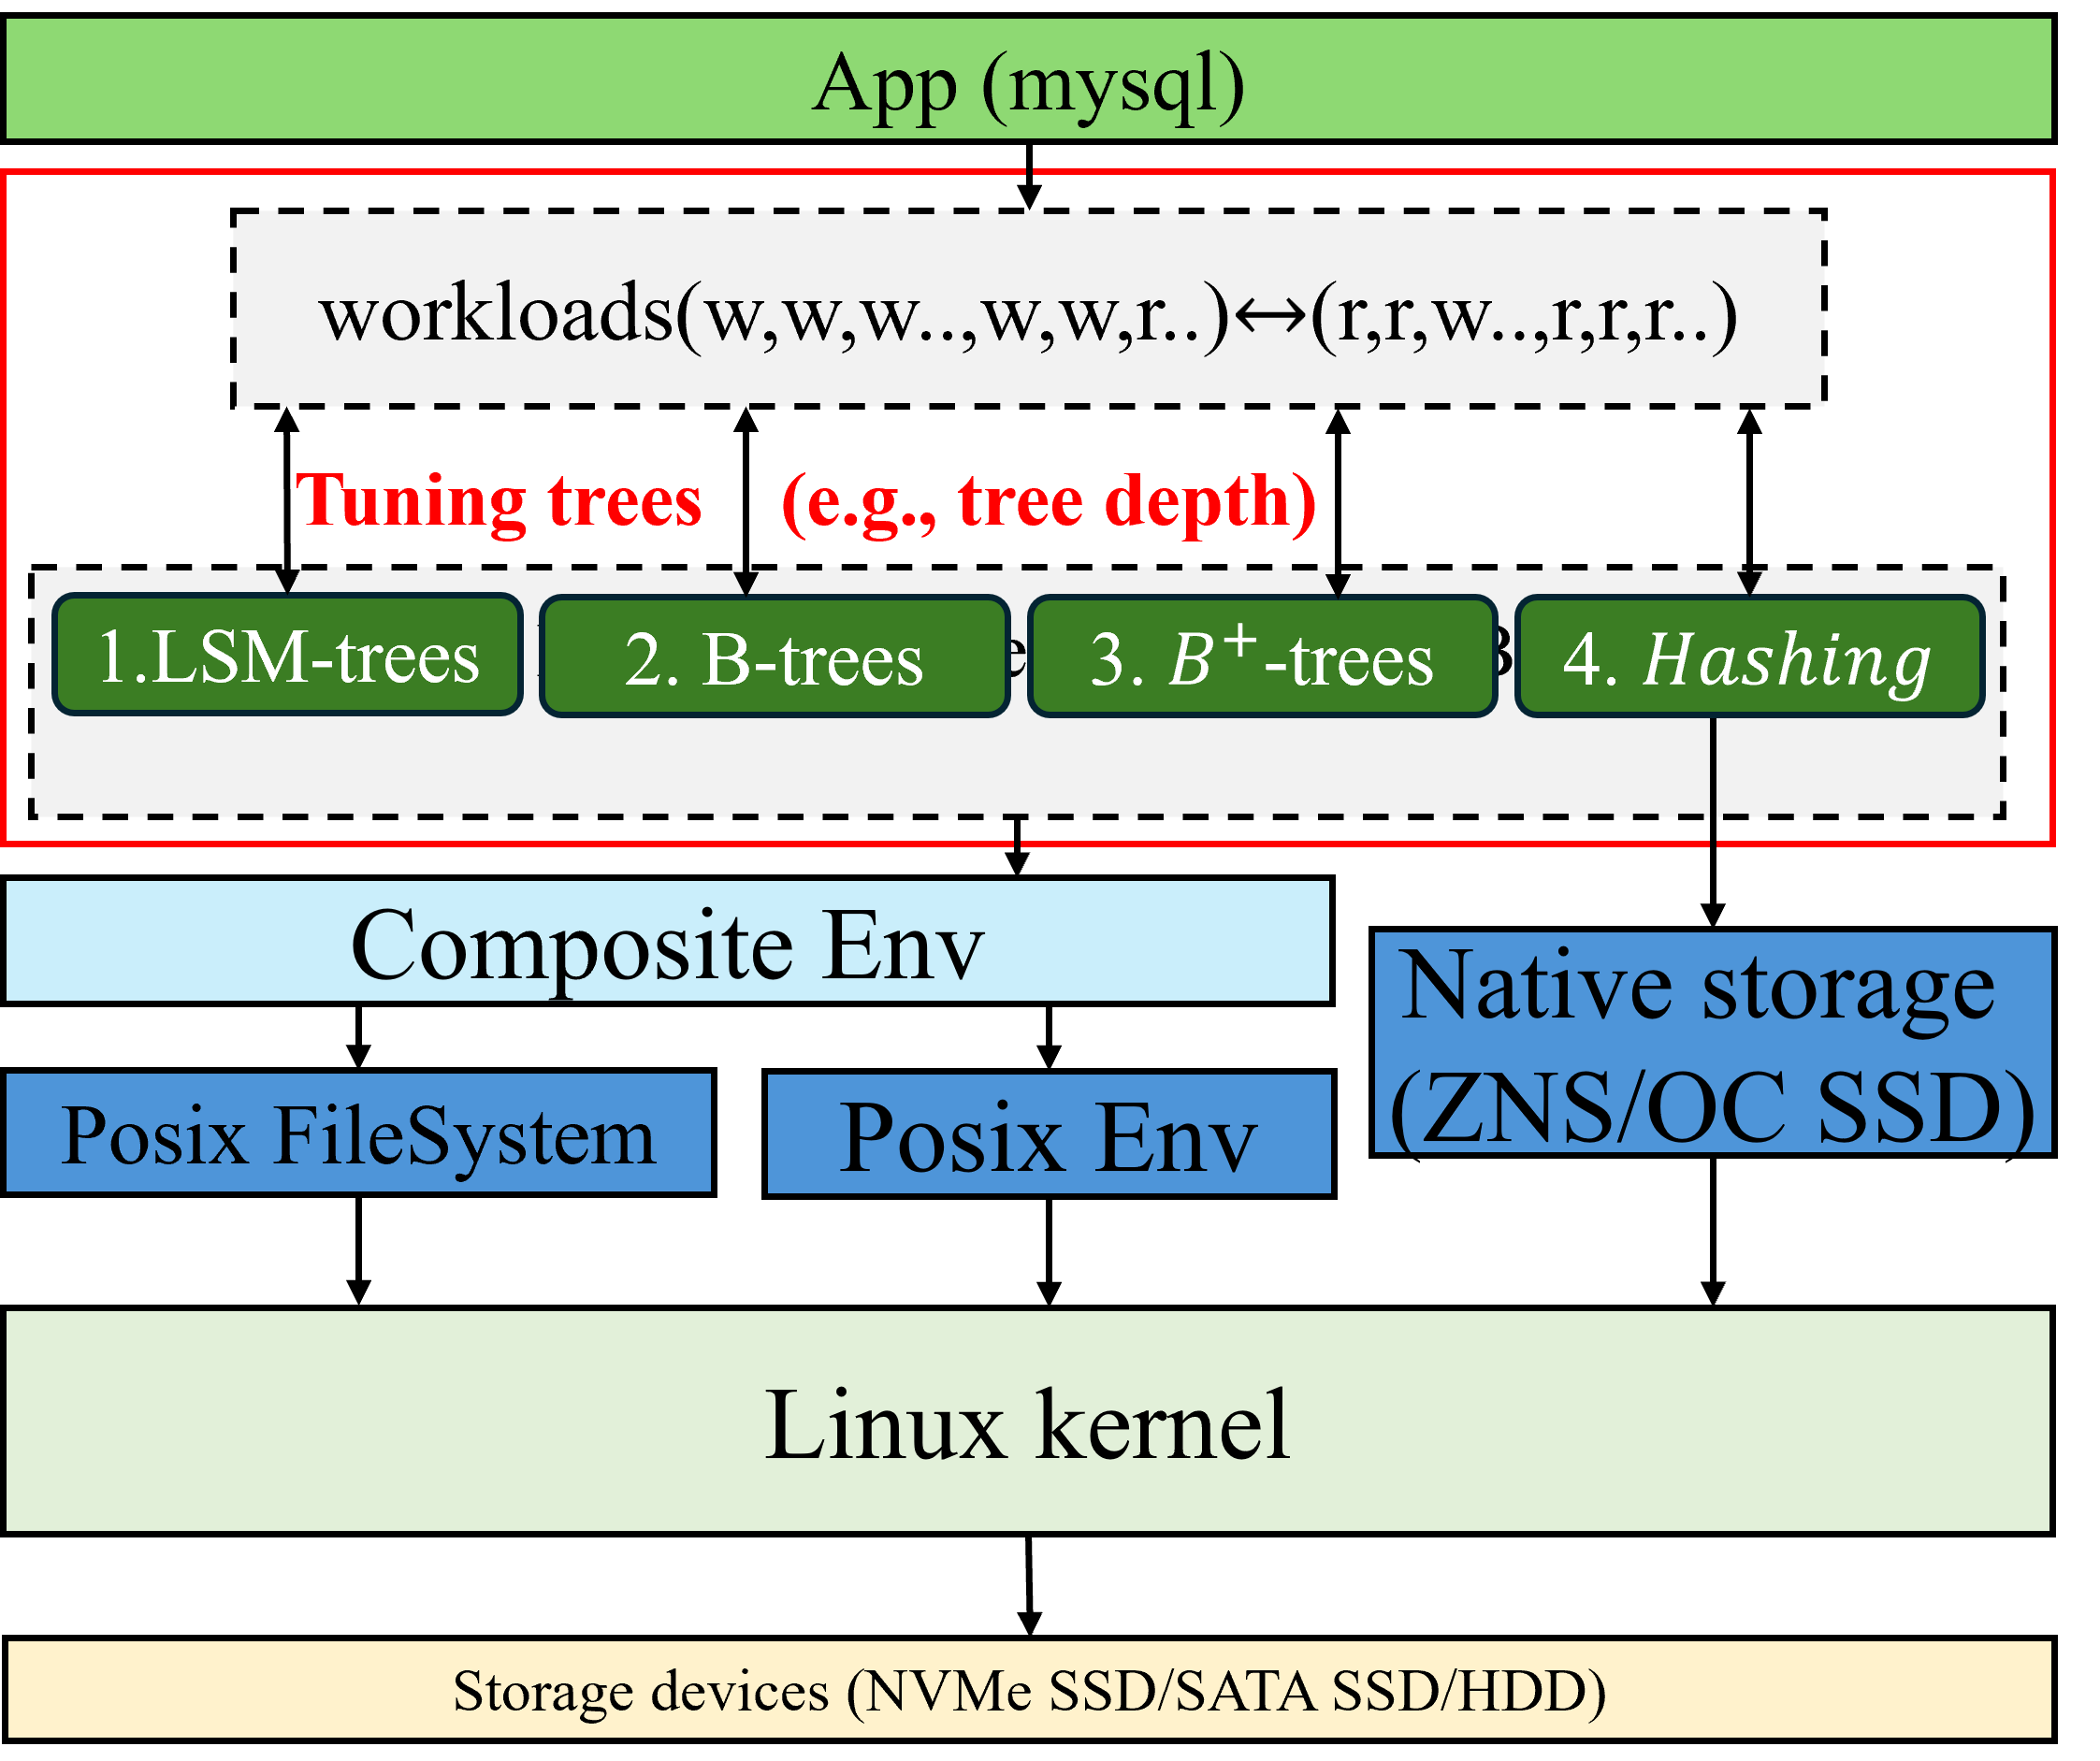 App (mysql)
workloads(w,w,w..,w,w,r..)↔(r,r,w..,r,r,r..)
Tuning trees (e.g., tree depth)
1.LSM-trees
2. B-trees
3. B⁺-trees
4. Hashing
Composite Env
Native storage
(ZNS/OC SSD)
Posix FileSystem
Posix Env
Linux kernel
Storage devices (NVMe SSD/SATA SSD/HDD)